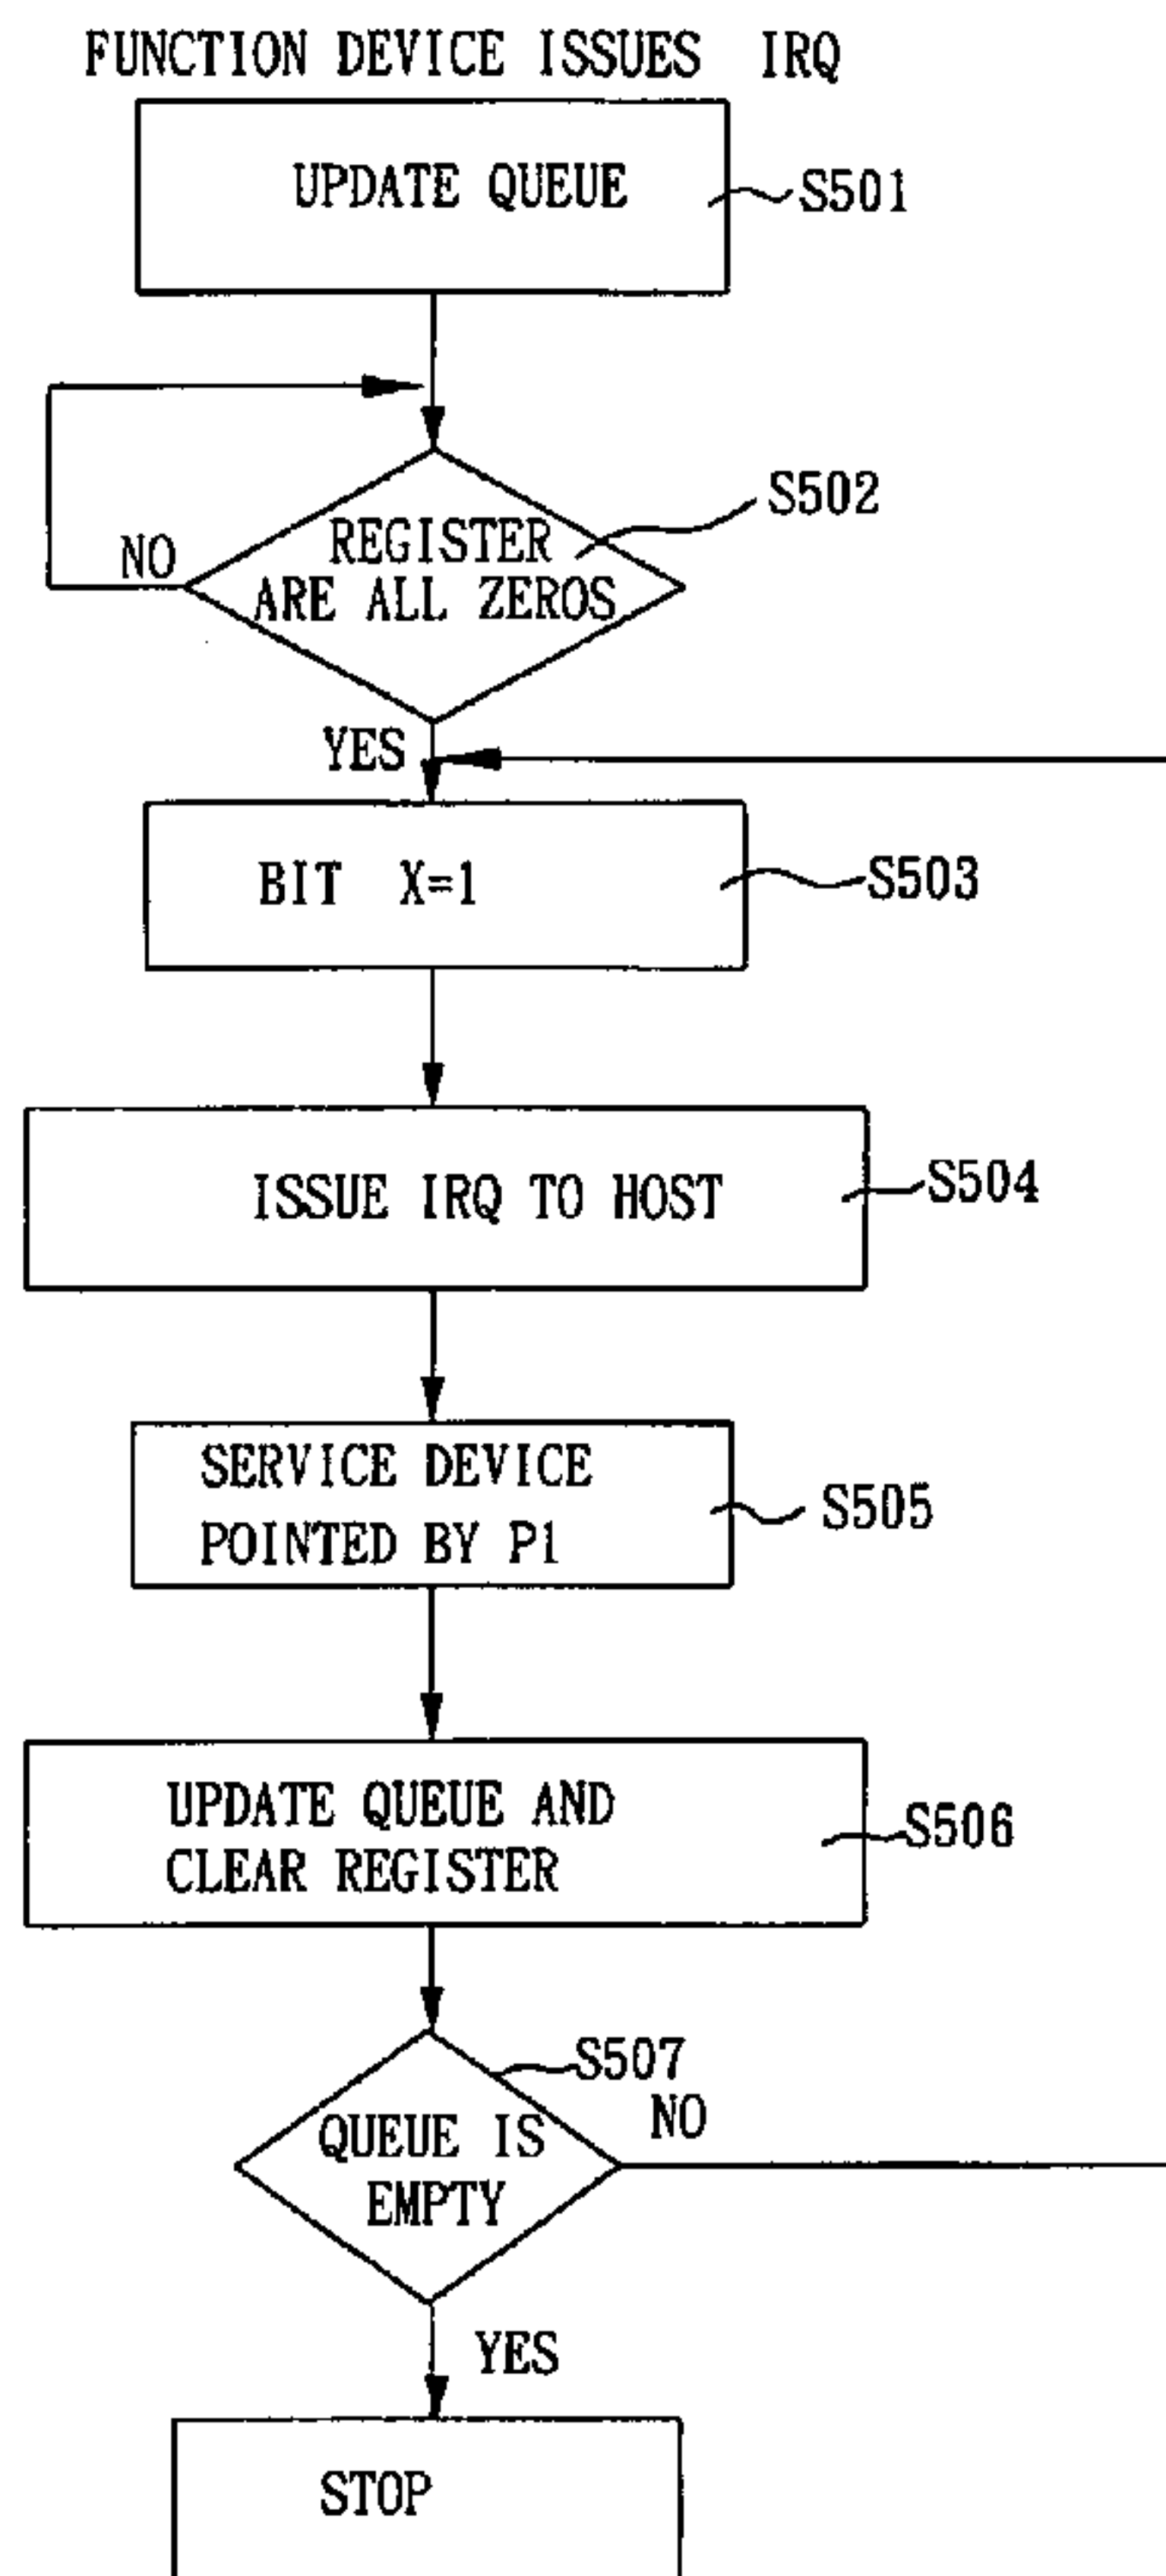 FUNCTION DEVICE ISSUES IRQ
UPDATE QUEUE
S501
S502
REGISTER
ARE ALL ZEROS
NO
YES
BIT X=1
S503
ISSUE IRQ TO HOST
S504
SERVICE DEVICE
POINTED BY P1
S505
UPDATE QUEUE AND
CLEAR REGISTER
S506
S507
NO
QUEUE IS
EMPTY
YES
STOP